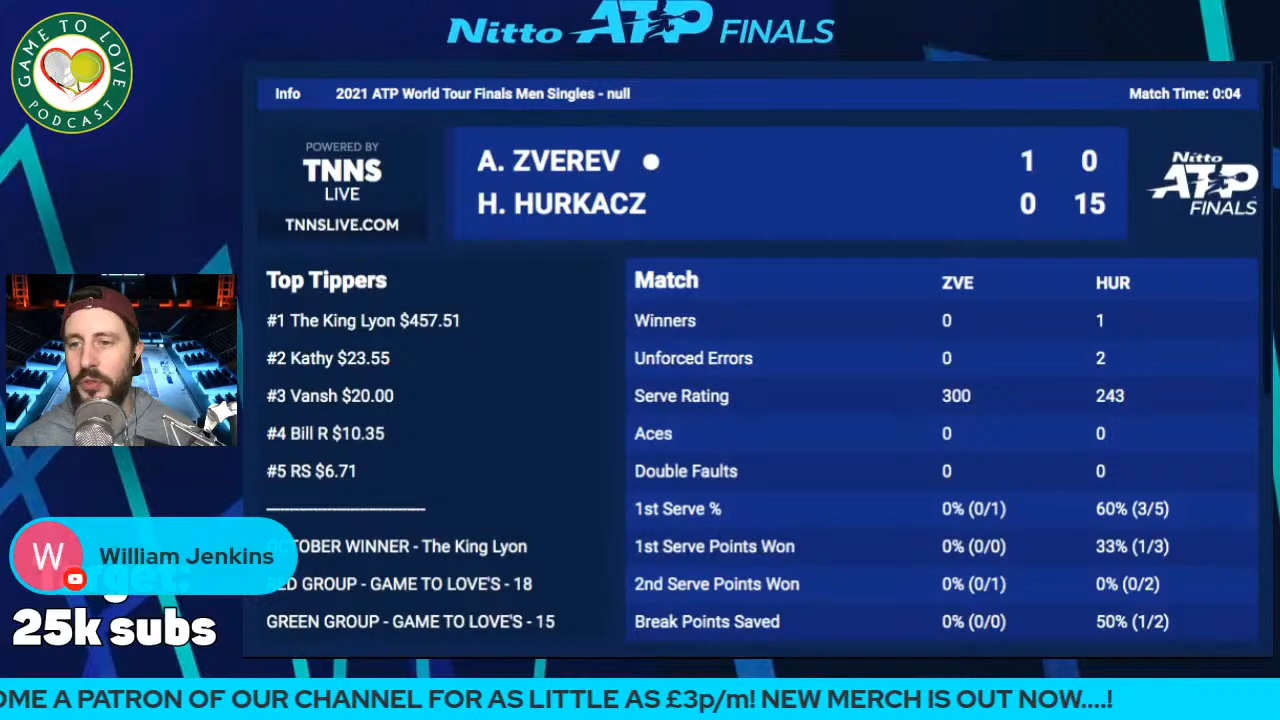 Nitto ATP FINALS
GAME TO LOVE PODCAST
Info 2021 ATP World Tour Finals Men Singles - null Match Time: 0:04
POWERED BY
TNNS
LIVE
TNNSLIVE.COM
A. ZVEREV 1 0
H. HURKACZ 0 15
Nitto
ATP
FINALS
Top Tippers
#1 The King Lyon $457.51
#2 Kathy $23.55
#3 Vansh $20.00
#4 Bill R $10.35
#5 RS $6.71
--------------------------------
OCTOBER WINNER - The King Lyon
GROUP - GAME TO LOVE'S - 18
GREEN GROUP - GAME TO LOVE'S - 15
Match ZVE HUR
Winners 0 1
Unforced Errors 0 2
Serve Rating 300 243
Aces 0 0
Double Faults 0 0
1st Serve % 0% (0/1) 60% (3/5)
1st Serve Points Won 0% (0/0) 33% (1/3)
2nd Serve Points Won 0% (0/1) 0% (0/2)
Break Points Saved 0% (0/0) 50% (1/2)
W William Jenkins
Target:
25k subs
OME A PATRON OF OUR CHANNEL FOR AS LITTLE AS £3p/m! NEW MERCH IS OUT NOW....!